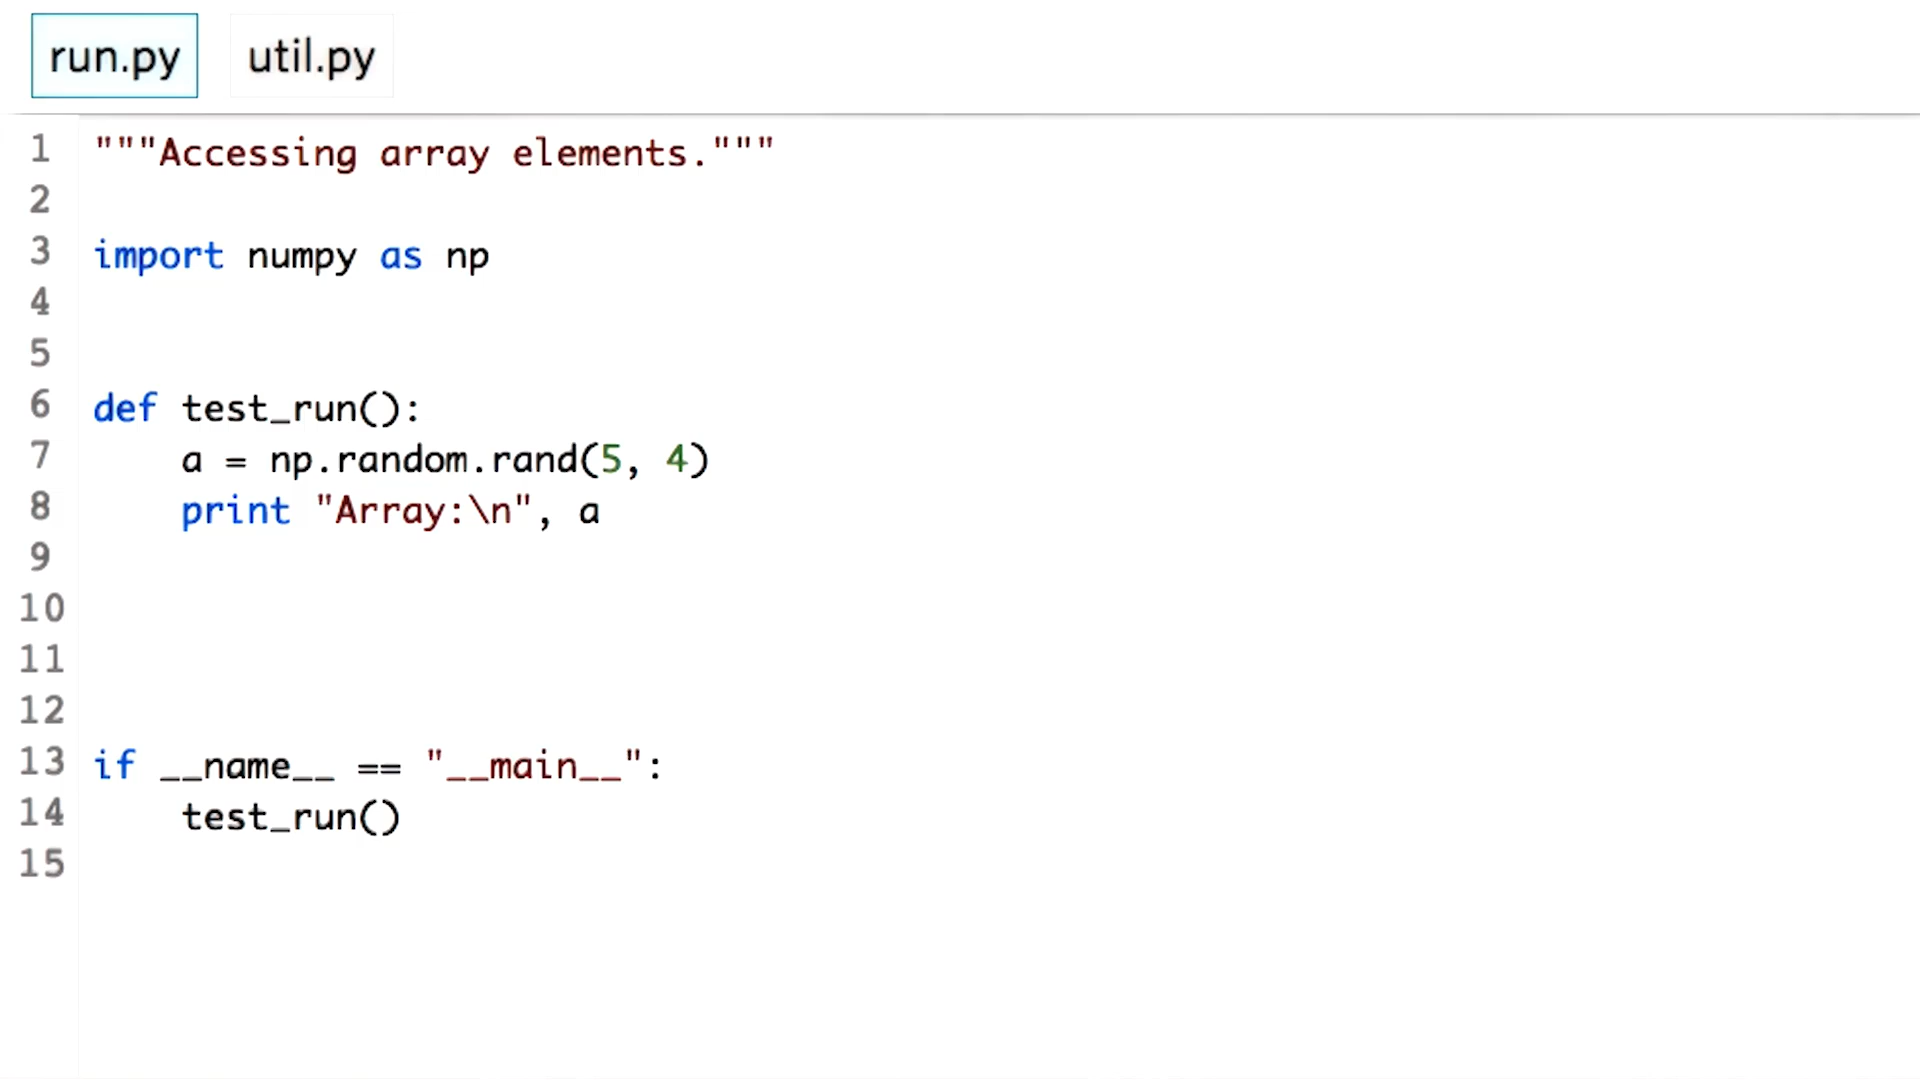 run.py util.py
1 """Accessing array elements."""
2
3 import numpy as np
4
5
6 def test_run():
7     a = np.random.rand(5, 4)
8     print "Array:\n", a
9
10
11
12
13 if __name__ == "__main__":
14     test_run()
15